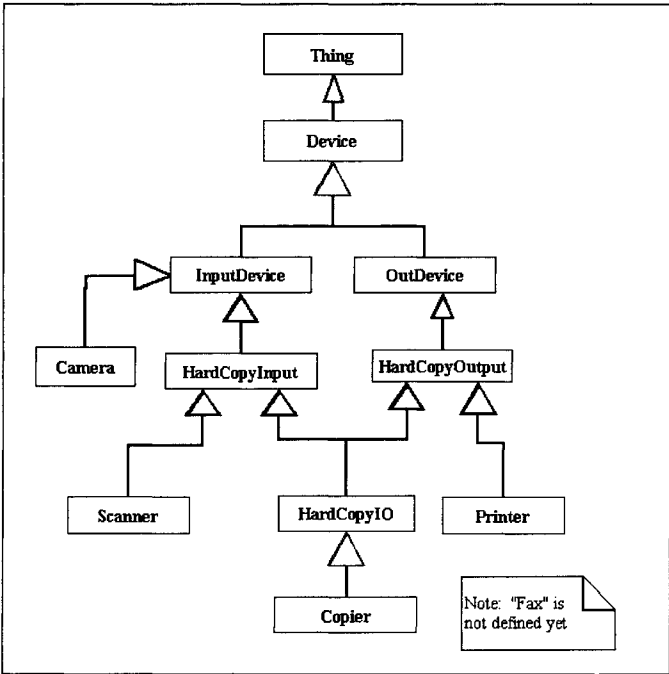 Thing
Device
InputDevice
OutDevice
Camera
HardCopyInput
HardCopyOutput
Scanner
HardCopyIO
Printer
Copier
Note: "Fax" is
not defined yet